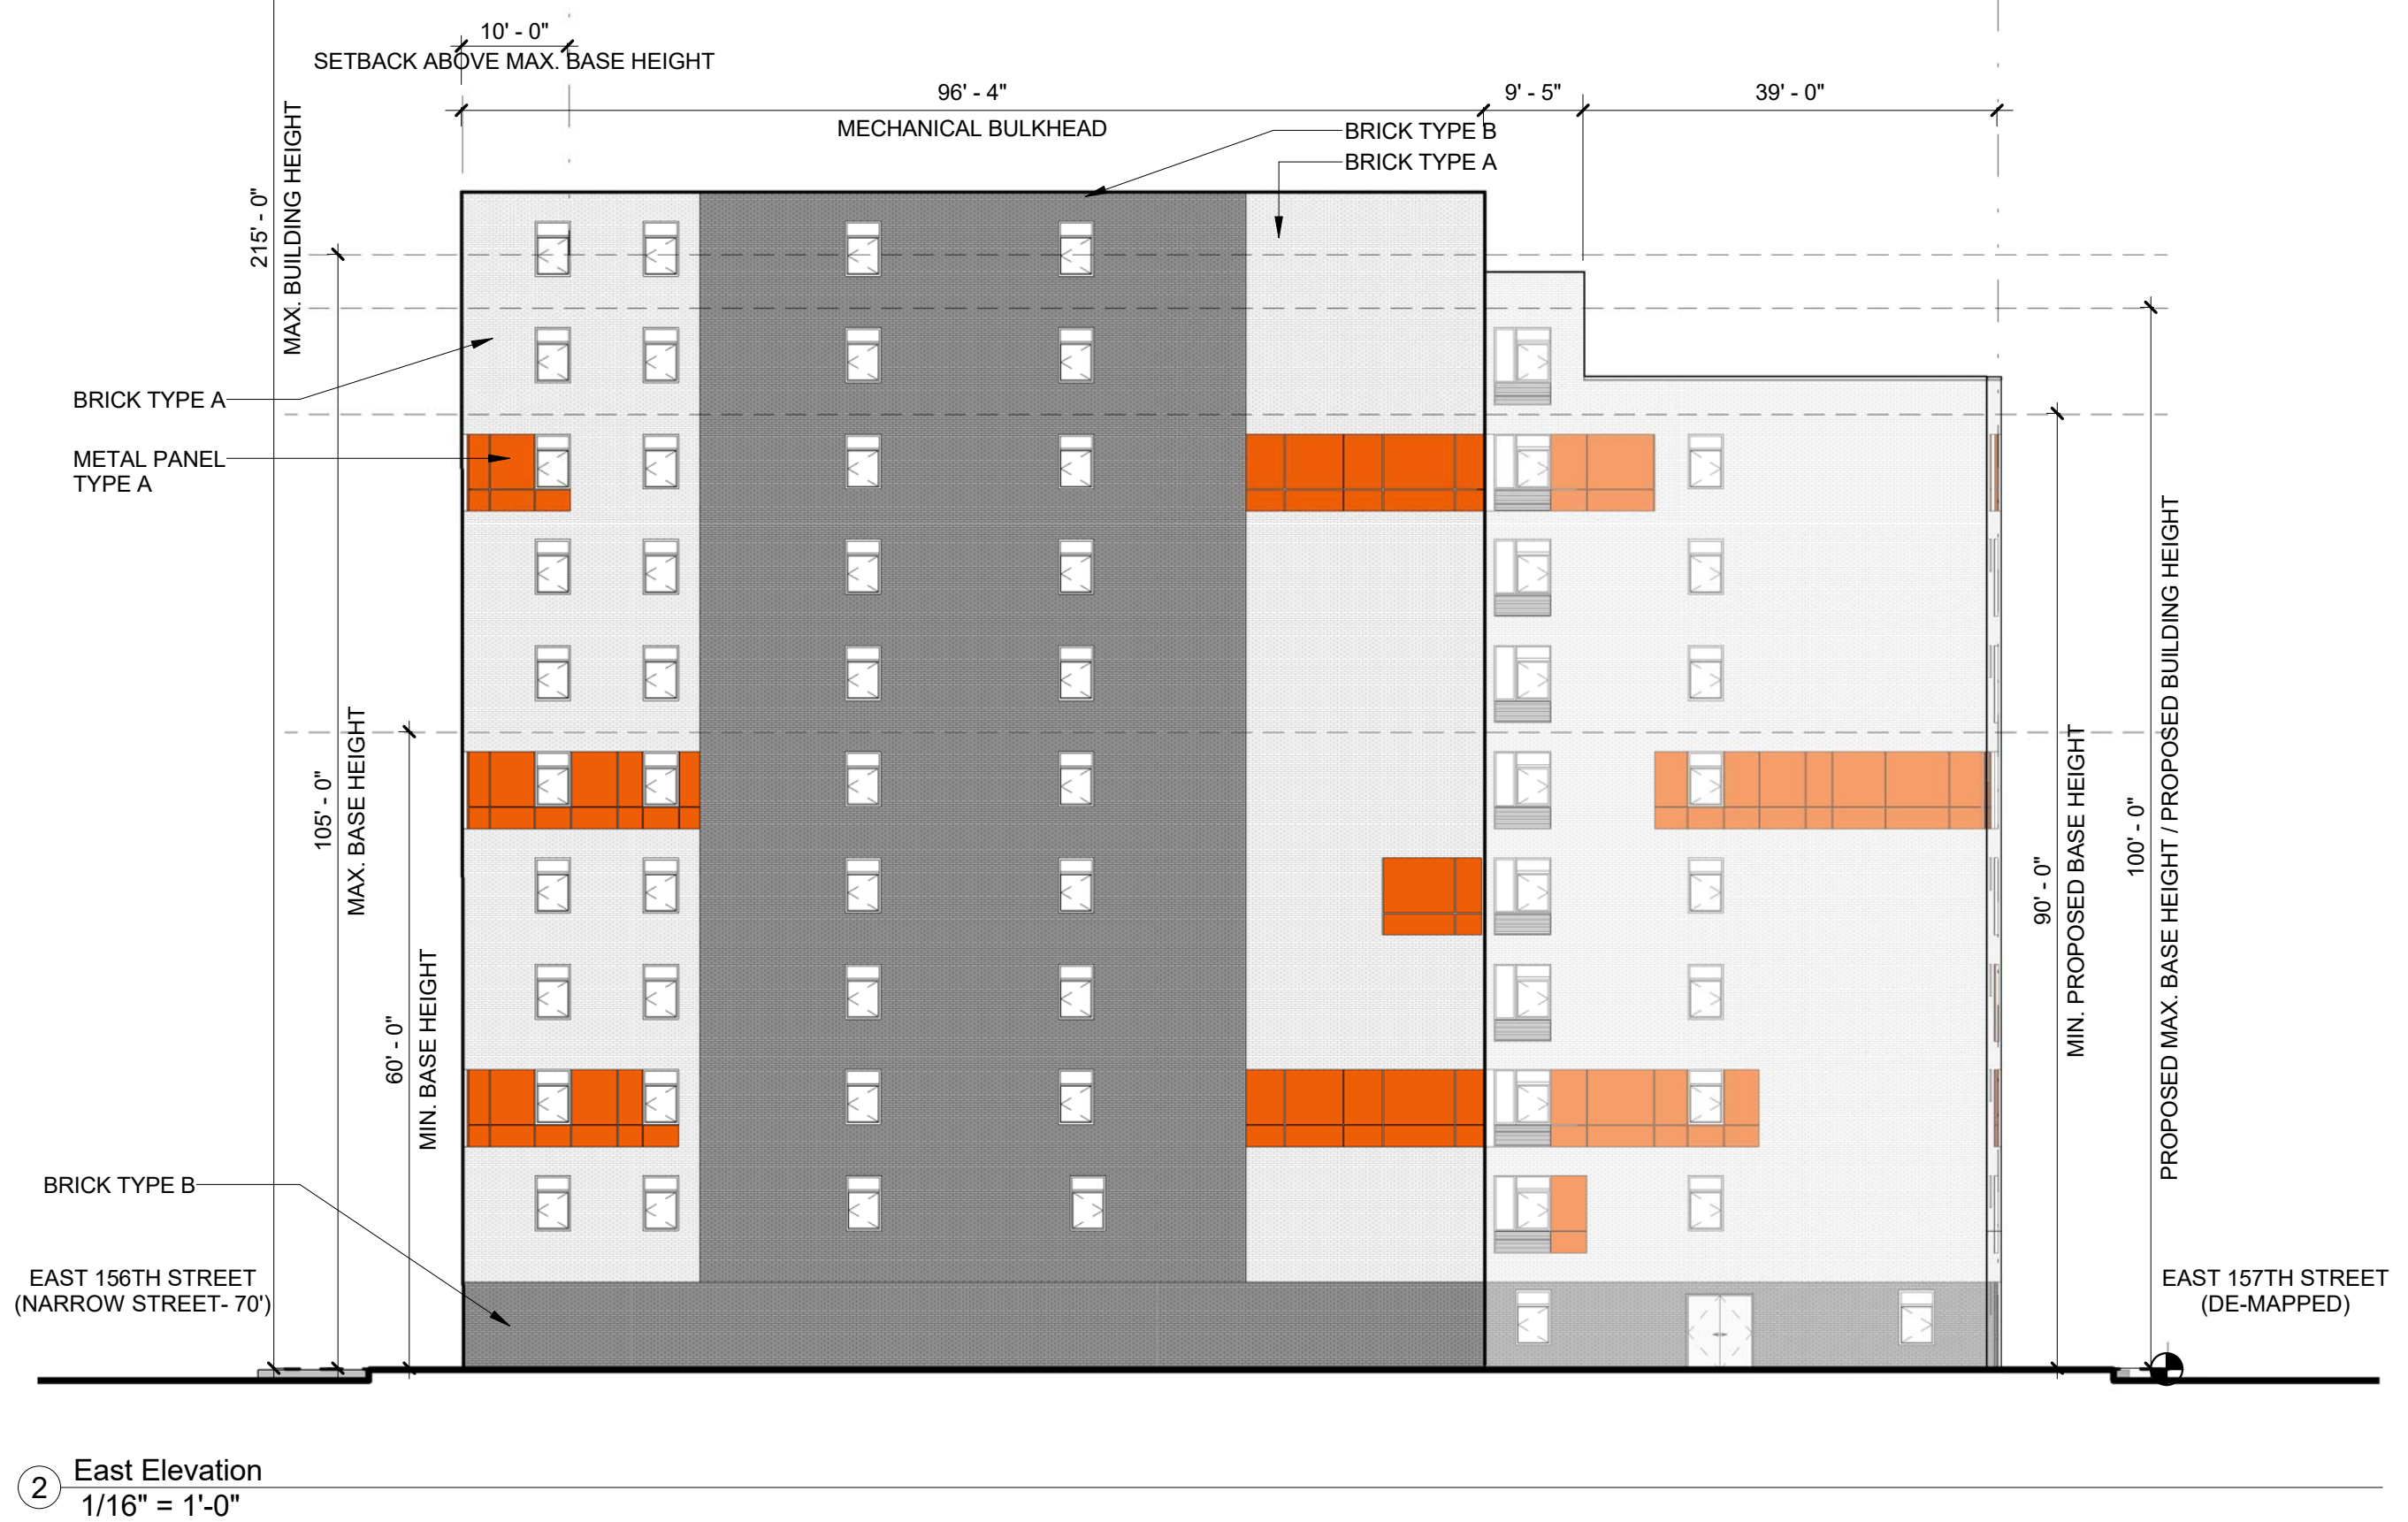 10' - 0"
SETBACK ABOVE MAX. BASE HEIGHT
96' - 4"
9' - 5"
39' - 0"
MECHANICAL BULKHEAD
BRICK TYPE B
BRICK TYPE A
215' - 0"
MAX. BUILDING HEIGHT
BRICK TYPE A
METAL PANEL
TYPE A
105' - 0"
MAX. BASE HEIGHT
60' - 0"
MIN. BASE HEIGHT
90' - 0"
MIN. PROPOSED BASE HEIGHT
100' - 0"
PROPOSED MAX. BASE HEIGHT / PROPOSED BUILDING HEIGHT
BRICK TYPE B
EAST 156TH STREET
(NARROW STREET- 70')
EAST 157TH STREET
(DE-MAPPED)
2
East Elevation
1/16" = 1'-0"